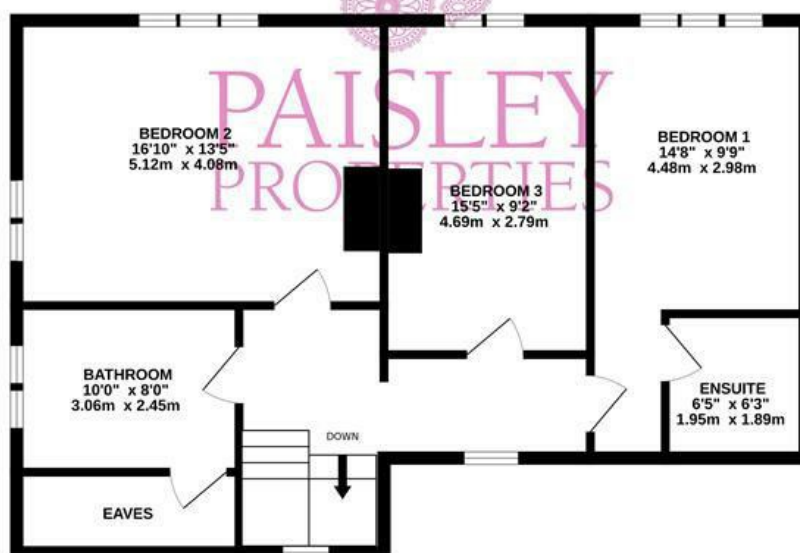 PAISLEY
PROPERTIES
BEDROOM 2
16'10" x 13'5"
5.12m x 4.08m
BEDROOM 3
15'5" x 9'2"
4.69m x 2.79m
BEDROOM 1
14'8" x 9'9"
4.48m x 2.98m
BATHROOM
10'0" x 8'0"
3.06m x 2.45m
ENSUITE
6'5" x 6'3"
1.95m x 1.89m
DOWN
EAVES